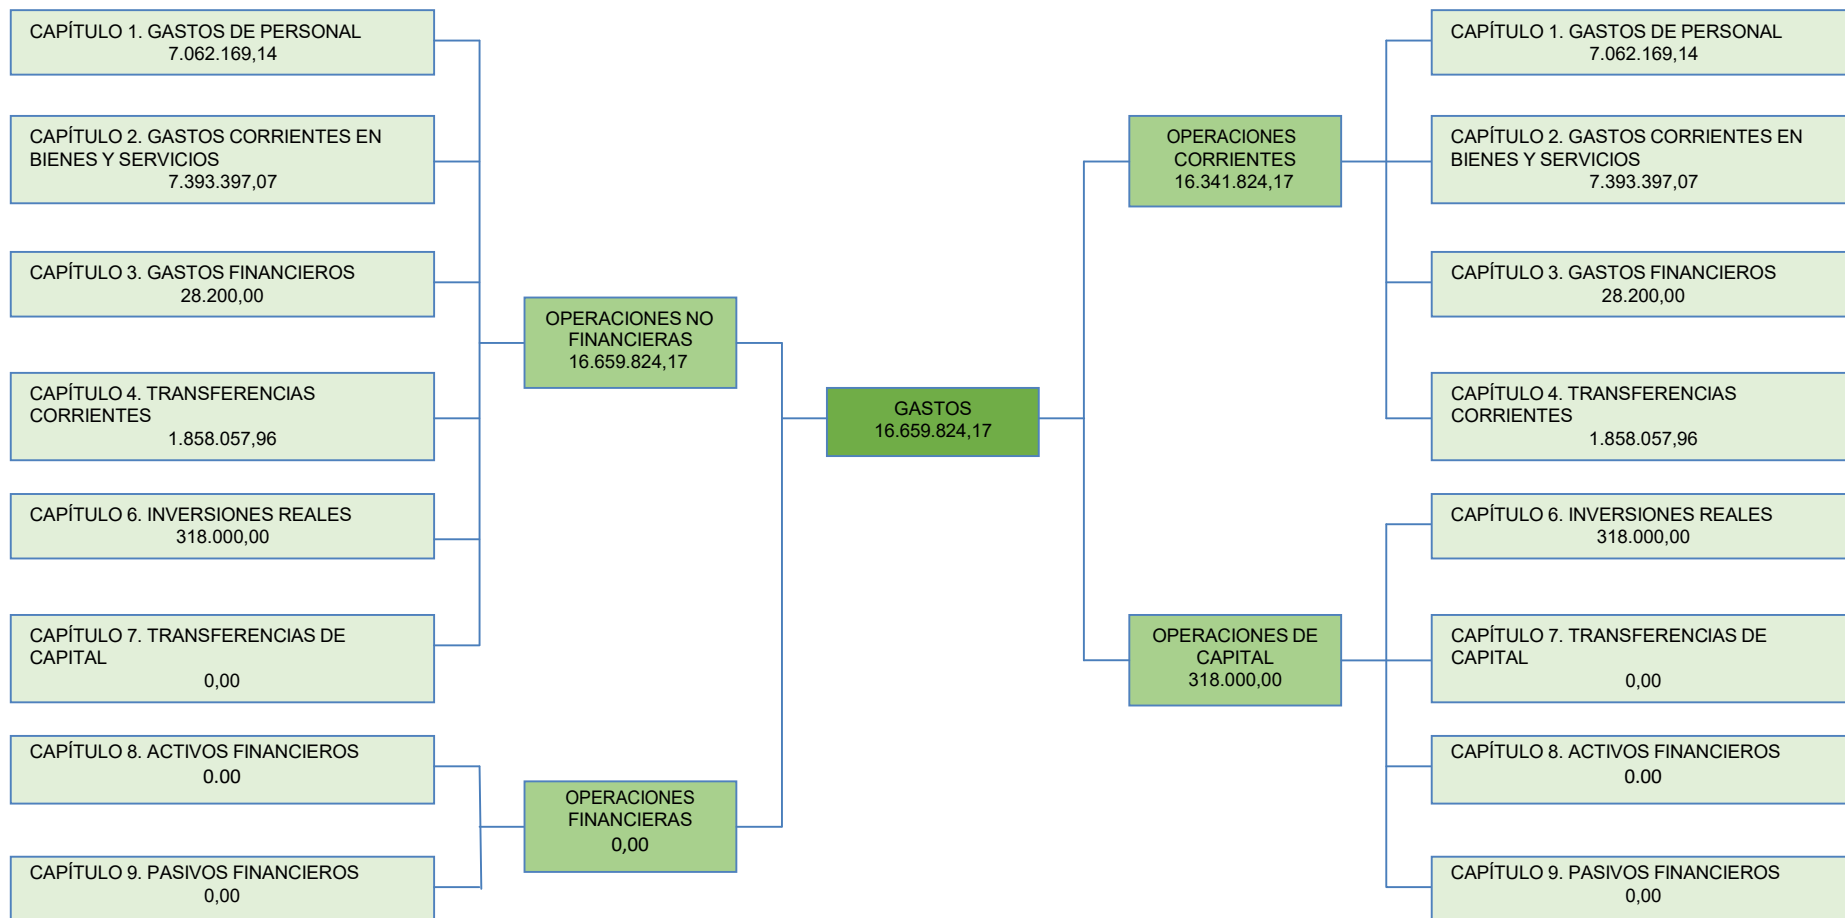 CAPÍTULO 1. GASTOS DE PERSONAL
7.062.169,14
CAPÍTULO 2. GASTOS CORRIENTES EN
BIENES Y SERVICIOS
7.393.397,07
CAPÍTULO 3. GASTOS FINANCIEROS
28.200,00
CAPÍTULO 4. TRANSFERENCIAS
CORRIENTES
1.858.057,96
CAPÍTULO 6. INVERSIONES REALES
318.000,00
CAPÍTULO 7. TRANSFERENCIAS DE
CAPITAL
0,00
CAPÍTULO 8. ACTIVOS FINANCIEROS
0.00
CAPÍTULO 9. PASIVOS FINANCIEROS
0,00
OPERACIONES NO
FINANCIERAS
16.659.824,17
OPERACIONES
FINANCIERAS
0,00
GASTOS
16.659.824,17
OPERACIONES
CORRIENTES
16.341.824,17
OPERACIONES DE
CAPITAL
318.000,00
CAPÍTULO 1. GASTOS DE PERSONAL
7.062.169,14
CAPÍTULO 2. GASTOS CORRIENTES EN
BIENES Y SERVICIOS
7.393.397,07
CAPÍTULO 3. GASTOS FINANCIEROS
28.200,00
CAPÍTULO 4. TRANSFERENCIAS
CORRIENTES
1.858.057,96
CAPÍTULO 6. INVERSIONES REALES
318.000,00
CAPÍTULO 7. TRANSFERENCIAS DE
CAPITAL
0,00
CAPÍTULO 8. ACTIVOS FINANCIEROS
0.00
CAPÍTULO 9. PASIVOS FINANCIEROS
0,00